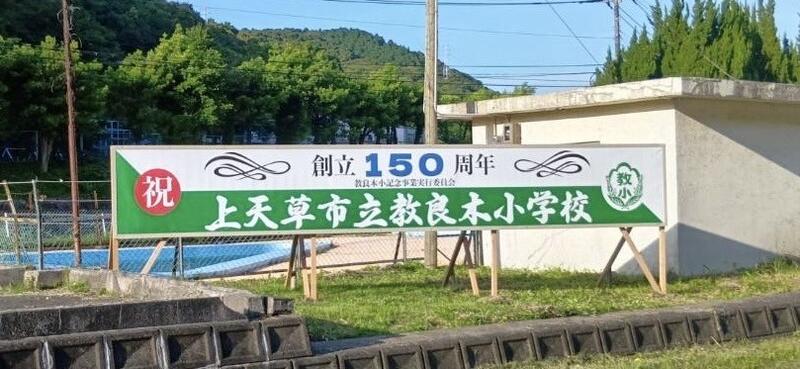 祝
創立150周年
教良木小記念事業実行委員会
上天草市立教良木小学校
教小